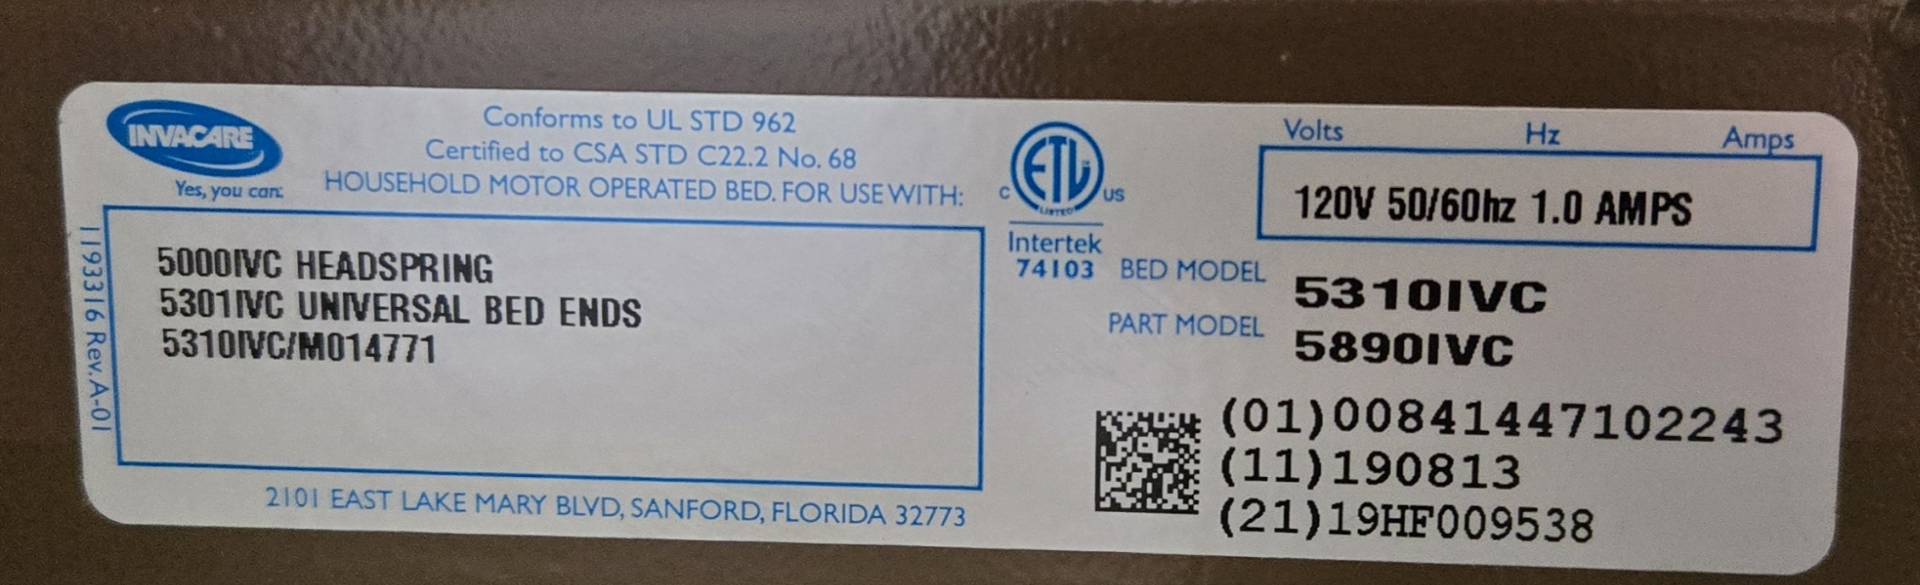 INVACARE
Yes, you can.
Conforms to UL STD 962
Certified to CSA STD C22.2 No. 68
HOUSEHOLD MOTOR OPERATED BED. FOR USE WITH:
5000IVC HEADSPRING
5301IVC UNIVERSAL BED ENDS
5310IVC/M014771
1193316 Rev.A-01
2101 EAST LAKE MARY BLVD, SANFORD, FLORIDA 32773
C ETL US
LISTED
Intertek
74103
Volts Hz Amps
120V 50/60hz 1.0 AMPS
BED MODEL 5310IVC
PART MODEL 5890IVC
(01)00841447102243
(11)190813
(21)19HF009538